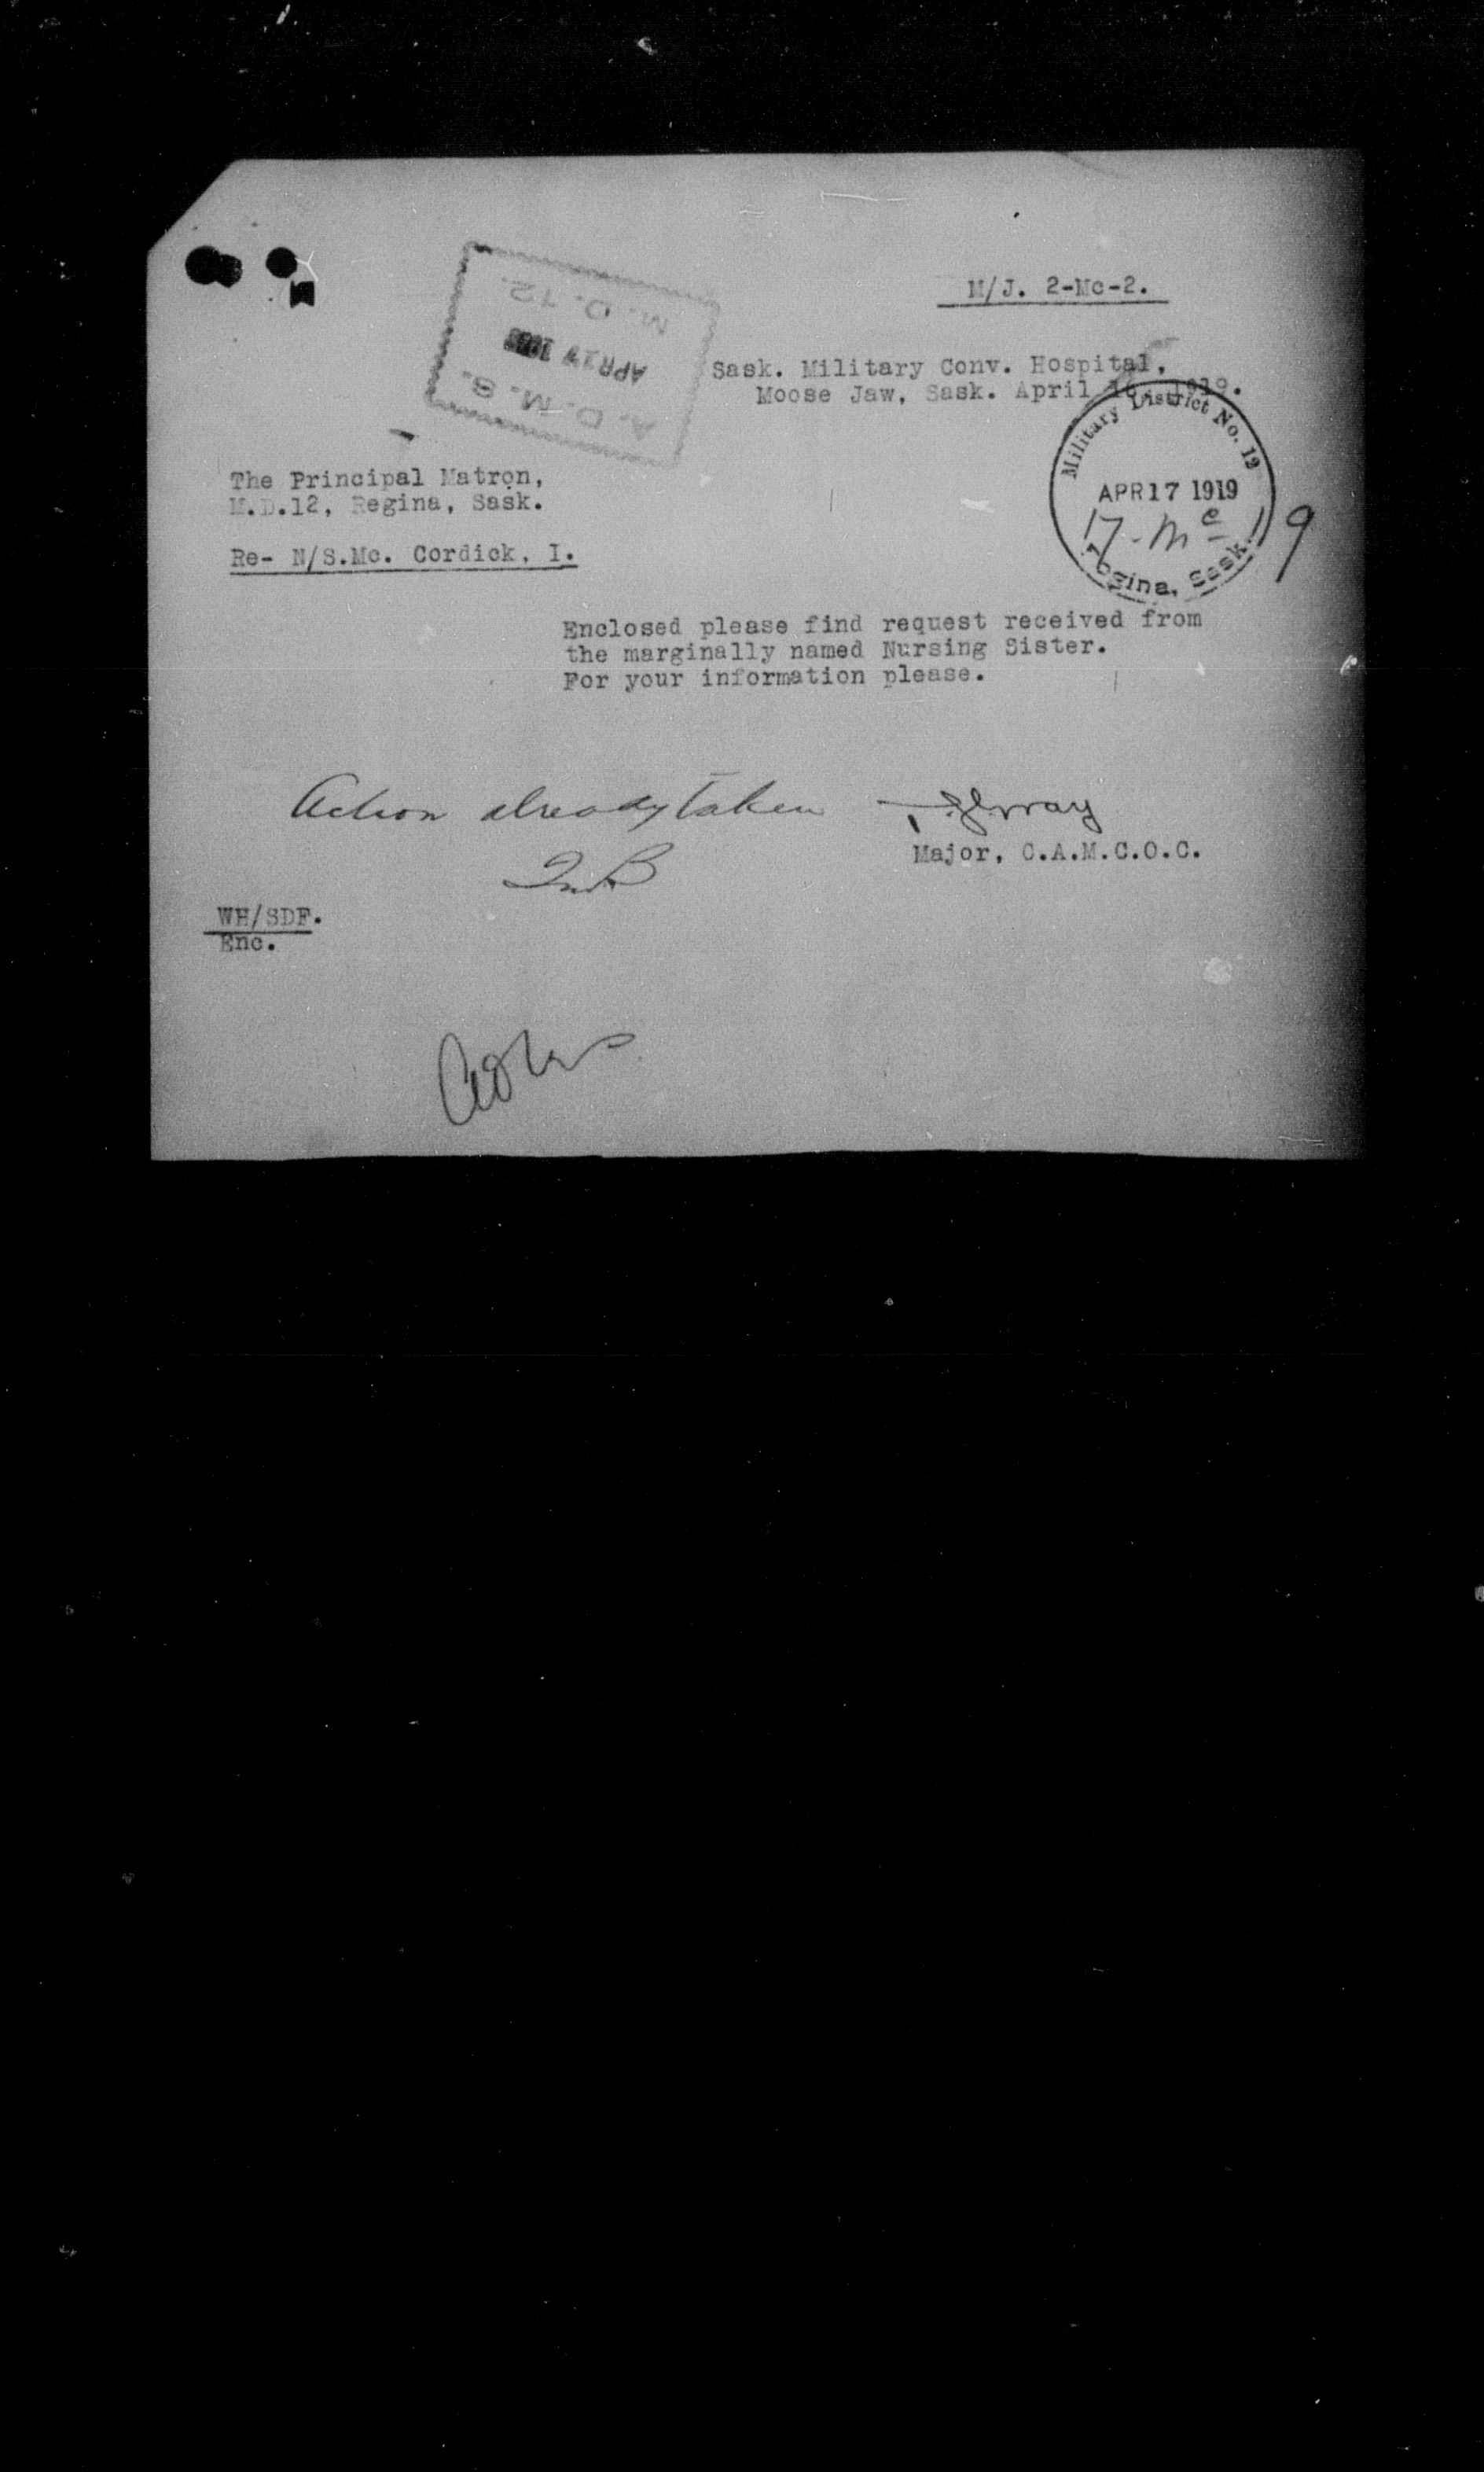 M/J. 2-Mc-2.
A. D. M. S.
APR 17
M. D. 12.
Sask. Military Conv. Hospital,
Moose Jaw, Sask. April 16, 1919.
Military District No. 12
APR 17 1919
17-Mc-19
Regina, Sask.
The Principal Matron,
M.D.12, Regina, Sask.
Re- N/S.Mc. Cordick, I.
Enclosed please find request received from
the marginally named Nursing Sister.
For your information please.
Action already taken
Major, C.A.M.C.O.C.
WH/SDF.
Enc.